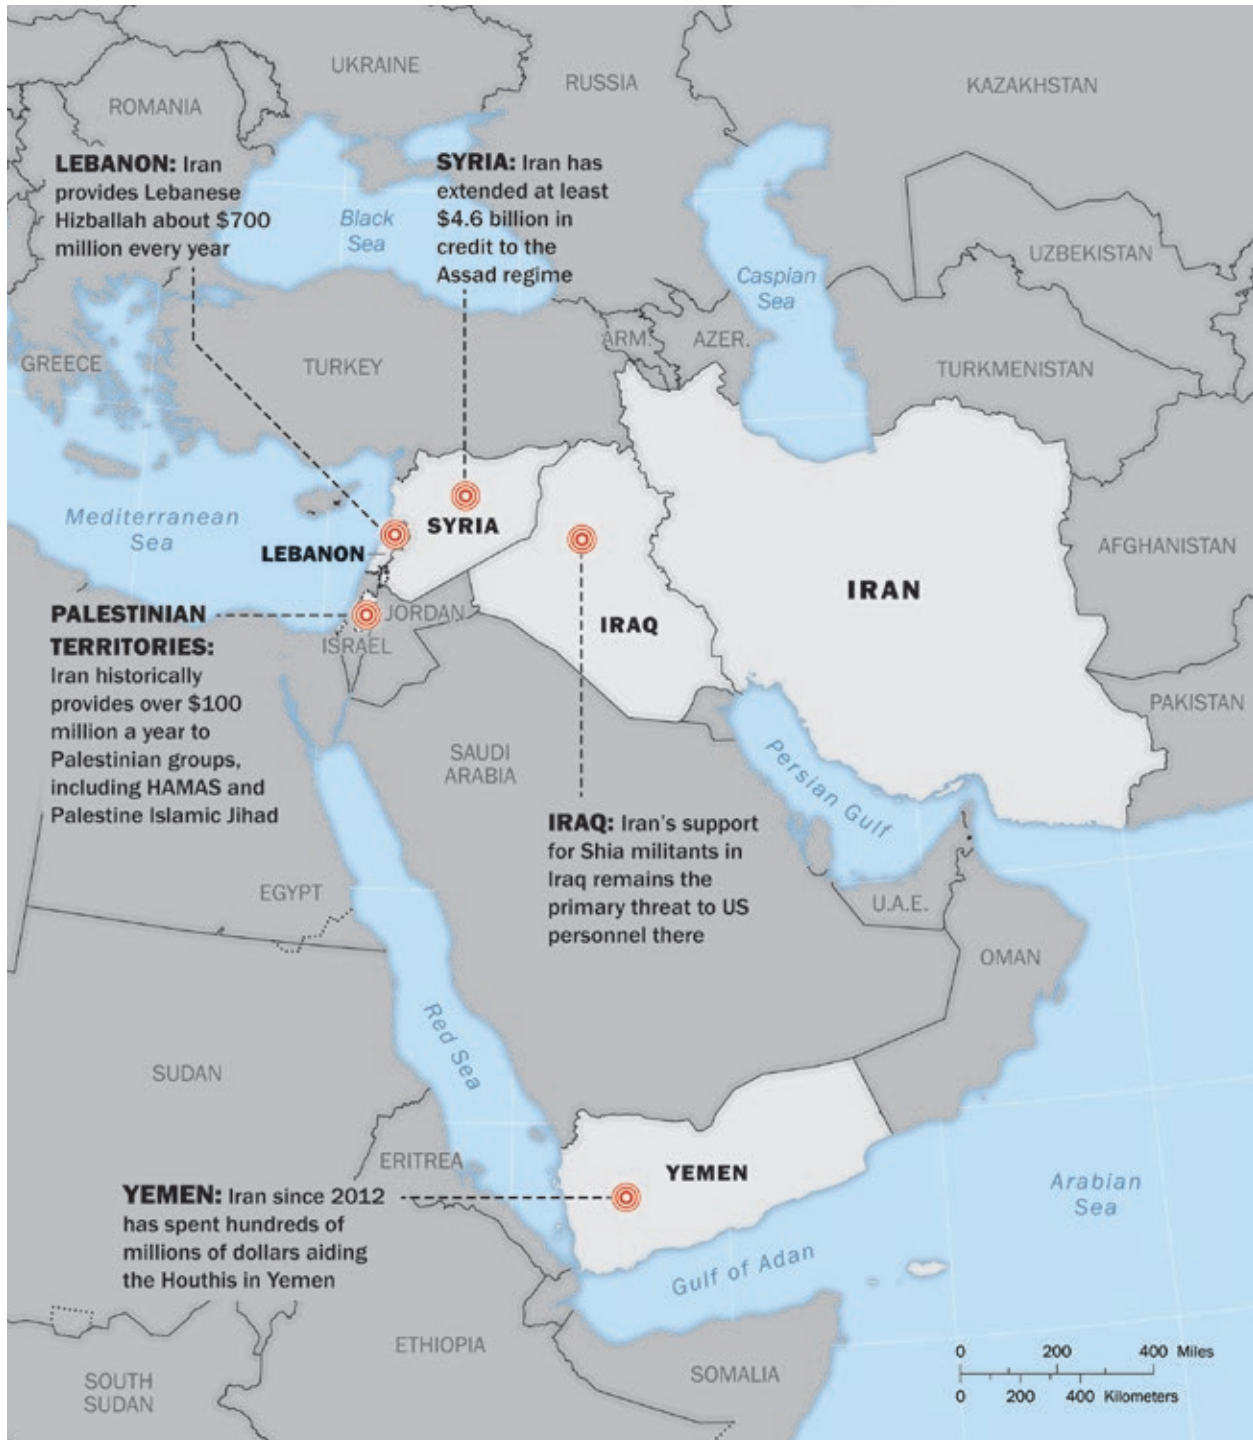 UKRAINE
RUSSIA
KAZAKHSTAN
ROMANIA
LEBANON: Iran
provides Lebanese
Hizballah about $700
million every year
SYRIA: Iran has
extended at least
$4.6 billion in
credit to the
Assad regime
Black
Sea
Caspian
Sea
UZBEKISTAN
GREECE
TURKEY
ARM.
AZER.
TURKMENISTAN
Mediterranean
Sea
SYRIA
LEBANON
AFGHANISTAN
IRAN
IRAQ
JORDAN
ISRAEL
PALESTINIAN
TERRITORIES:
Iran historically
provides over $100
million a year to
Palestinian groups,
including HAMAS and
Palestine Islamic Jihad
PAKISTAN
SAUDI
ARABIA
Persian Gulf
IRAQ: Iran's support
for Shia militants in
Iraq remains the
primary threat to US
personnel there
EGYPT
U.A.E.
OMAN
Red Sea
SUDAN
ERITREA
YEMEN
YEMEN: Iran since 2012
has spent hundreds of
millions of dollars aiding
the Houthis in Yemen
Arabian
Sea
Gulf of Adan
ETHIOPIA
SOMALIA
SOUTH
SUDAN
0 200 400 Miles
0 200 400 Kilometers